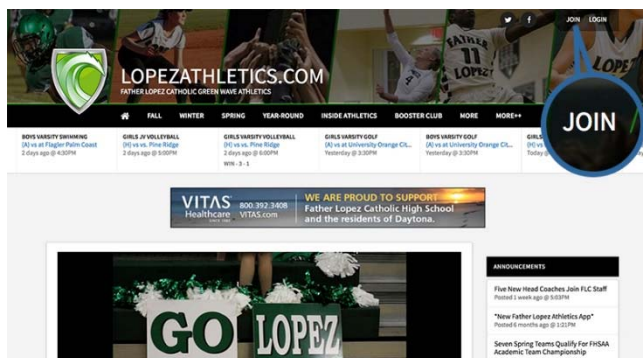 JOIN LOGIN
FATHER
11
LOPEZ
LOPE
LOPEZATHLETICS.COM
FATHER LOPEZ CATHOLIC GREEN WAVE ATHLETICS
FALL WINTER SPRING YEAR-ROUND INSIDE ATHLETICS BOOSTER CLUB MORE MORE++
JOIN
BOYS VARSITY SWIMMING
(A) vs at Flagler Palm Coast
2 days ago @ 4:30PM
GIRLS JV VOLLEYBALL
(H) vs vs. Pine Ridge
2 days ago @ 5:00PM
GIRLS VARSITY VOLLEYBALL
(H) vs vs. Pine Ridge
2 days ago @ 6:00PM
WIN - 3 - 1
GIRLS VARSITY GOLF
(A) vs at University Orange Cit...
Yesterday @ 3:30PM
BOYS VARSITY GOLF
(A) vs at University Orange Cit...
Yesterday @ 3:30PM
GIRLS
(H) vs
Today @
VITAS
Healthcare
800.392.3408
VITAS.com
WE ARE PROUD TO SUPPORT
Father Lopez Catholic High School
and the residents of Daytona.
GO LOPEZ
ANNOUNCEMENTS
Five New Head Coaches Join FLC Staff
Posted 1 week ago @ 5:03PM
*New Father Lopez Athletics App*
Posted 6 months ago @ 1:21PM
Seven Spring Teams Qualify For FHSAA
Academic Team Championship